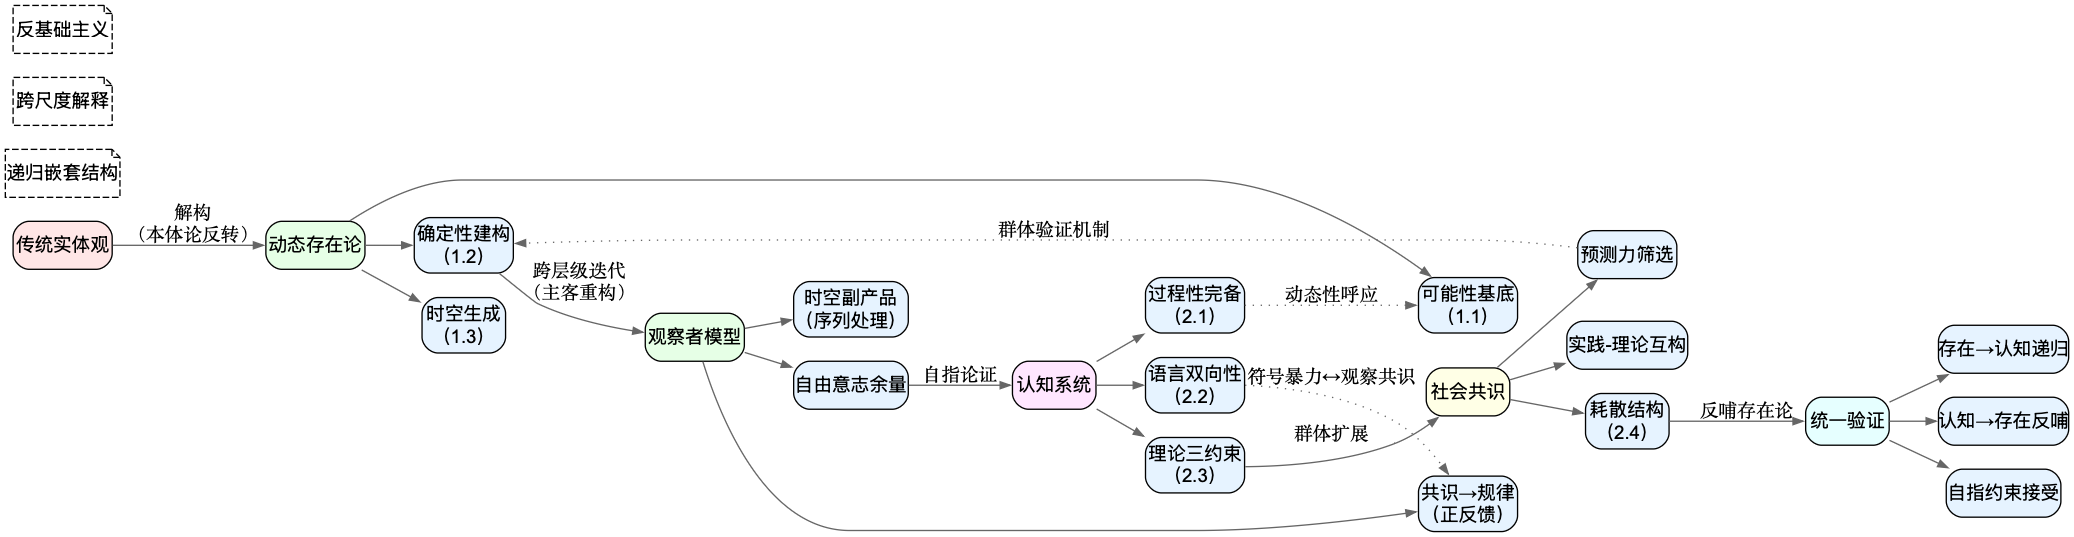 反基础主义
跨尺度解释
递归嵌套结构
传统实体观
解构
（本体论反转）
动态存在论
确定性建构
（1.2）
时空生成
（1.3）
跨层级迭代
（主客重构）
观察者模型
时空副产品
（序列处理）
自由意志余量
自指论证
认知系统
群体验证机制
过程性完备
（2.1）
语言双向性
（2.2）
理论三约束
（2.3）
动态性呼应
符号暴力↔观察共识
群体扩展
可能性基底
（1.1）
社会共识
共识→规律
（正反馈）
预测力筛选
实践-理论互构
耗散结构
（2.4）
反哺存在论
统一验证
存在→认知递归
认知→存在反哺
自指约束接受